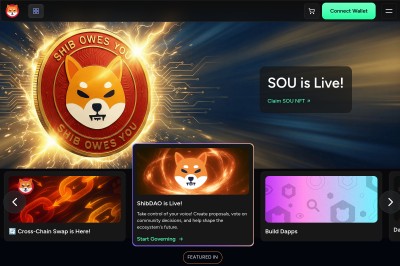 Connect Wallet
SHIB OWES YOU
SHIB OWES YOU
SOU is Live!
Claim SOU NFT
Cross-Chain Swap is Here!
ShibDAO is Live!
Take control of your voice! Create proposals, vote on
community decisions, and help shape the
ecosystem's future.
Start Governing
Build Dapps
Da
FEATURED IN